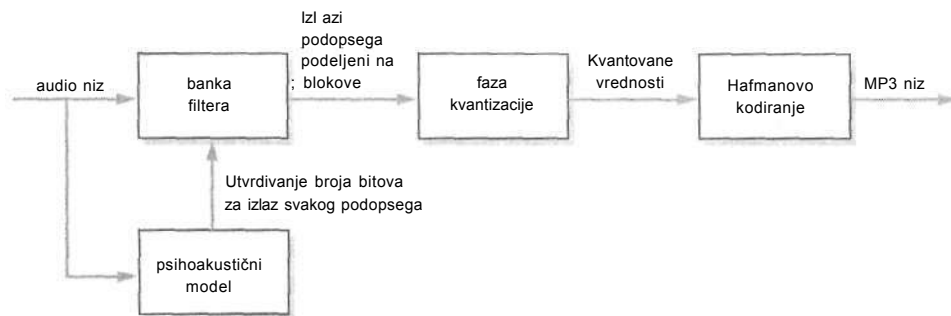 audio niz
banka
filtera
Izl azi
podopsega
podeljeni na
; blokove
faza
kvantizacije
Kvantovane
vrednosti
Hafmanovo
kodiranje
MP3 niz
Utvrdivanje broja bitova
za izlaz svakog podopsega
psihoakustični
model